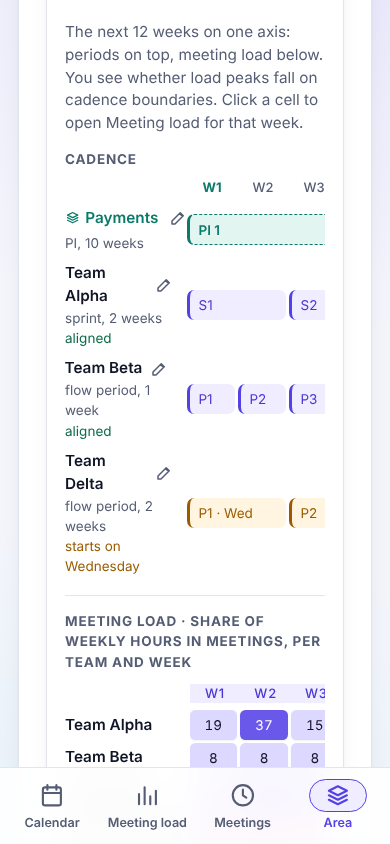 The next 12 weeks on one axis:
periods on top, meeting load below.
You see whether load peaks fall on
cadence boundaries. Click a cell to
open Meeting load for that week.
CADENCE
W1 W2 W3
Payments
PI, 10 weeks
PI 1
Team
Alpha
sprint, 2 weeks
aligned
S1 S2
Team Beta
flow period, 1
week
aligned
P1 P2 P3
Team
Delta
flow period, 2
weeks
starts on
Wednesday
P1 · Wed P2
MEETING LOAD · SHARE OF
WEEKLY HOURS IN MEETINGS, PER
TEAM AND WEEK
W1 W2 W3
Team Alpha 19 37 15
Team Beta 8 8 8
Calendar Meeting load Meetings Area